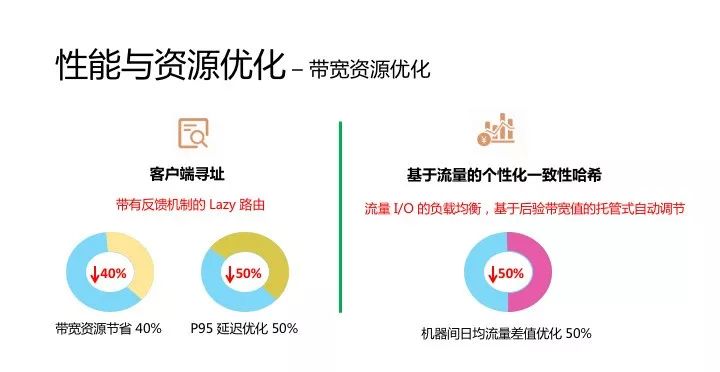 性能与资源优化 – 带宽资源优化
客户端寻址
带有反馈机制的 Lazy 路由
40%
50%
带宽资源节省 40%
P95 延迟优化 50%
¥
基于流量的个性化一致性哈希
流量 I/O 的负载均衡，基于后验带宽值的托管式自动调节
50%
机器间日均流量差值优化 50%